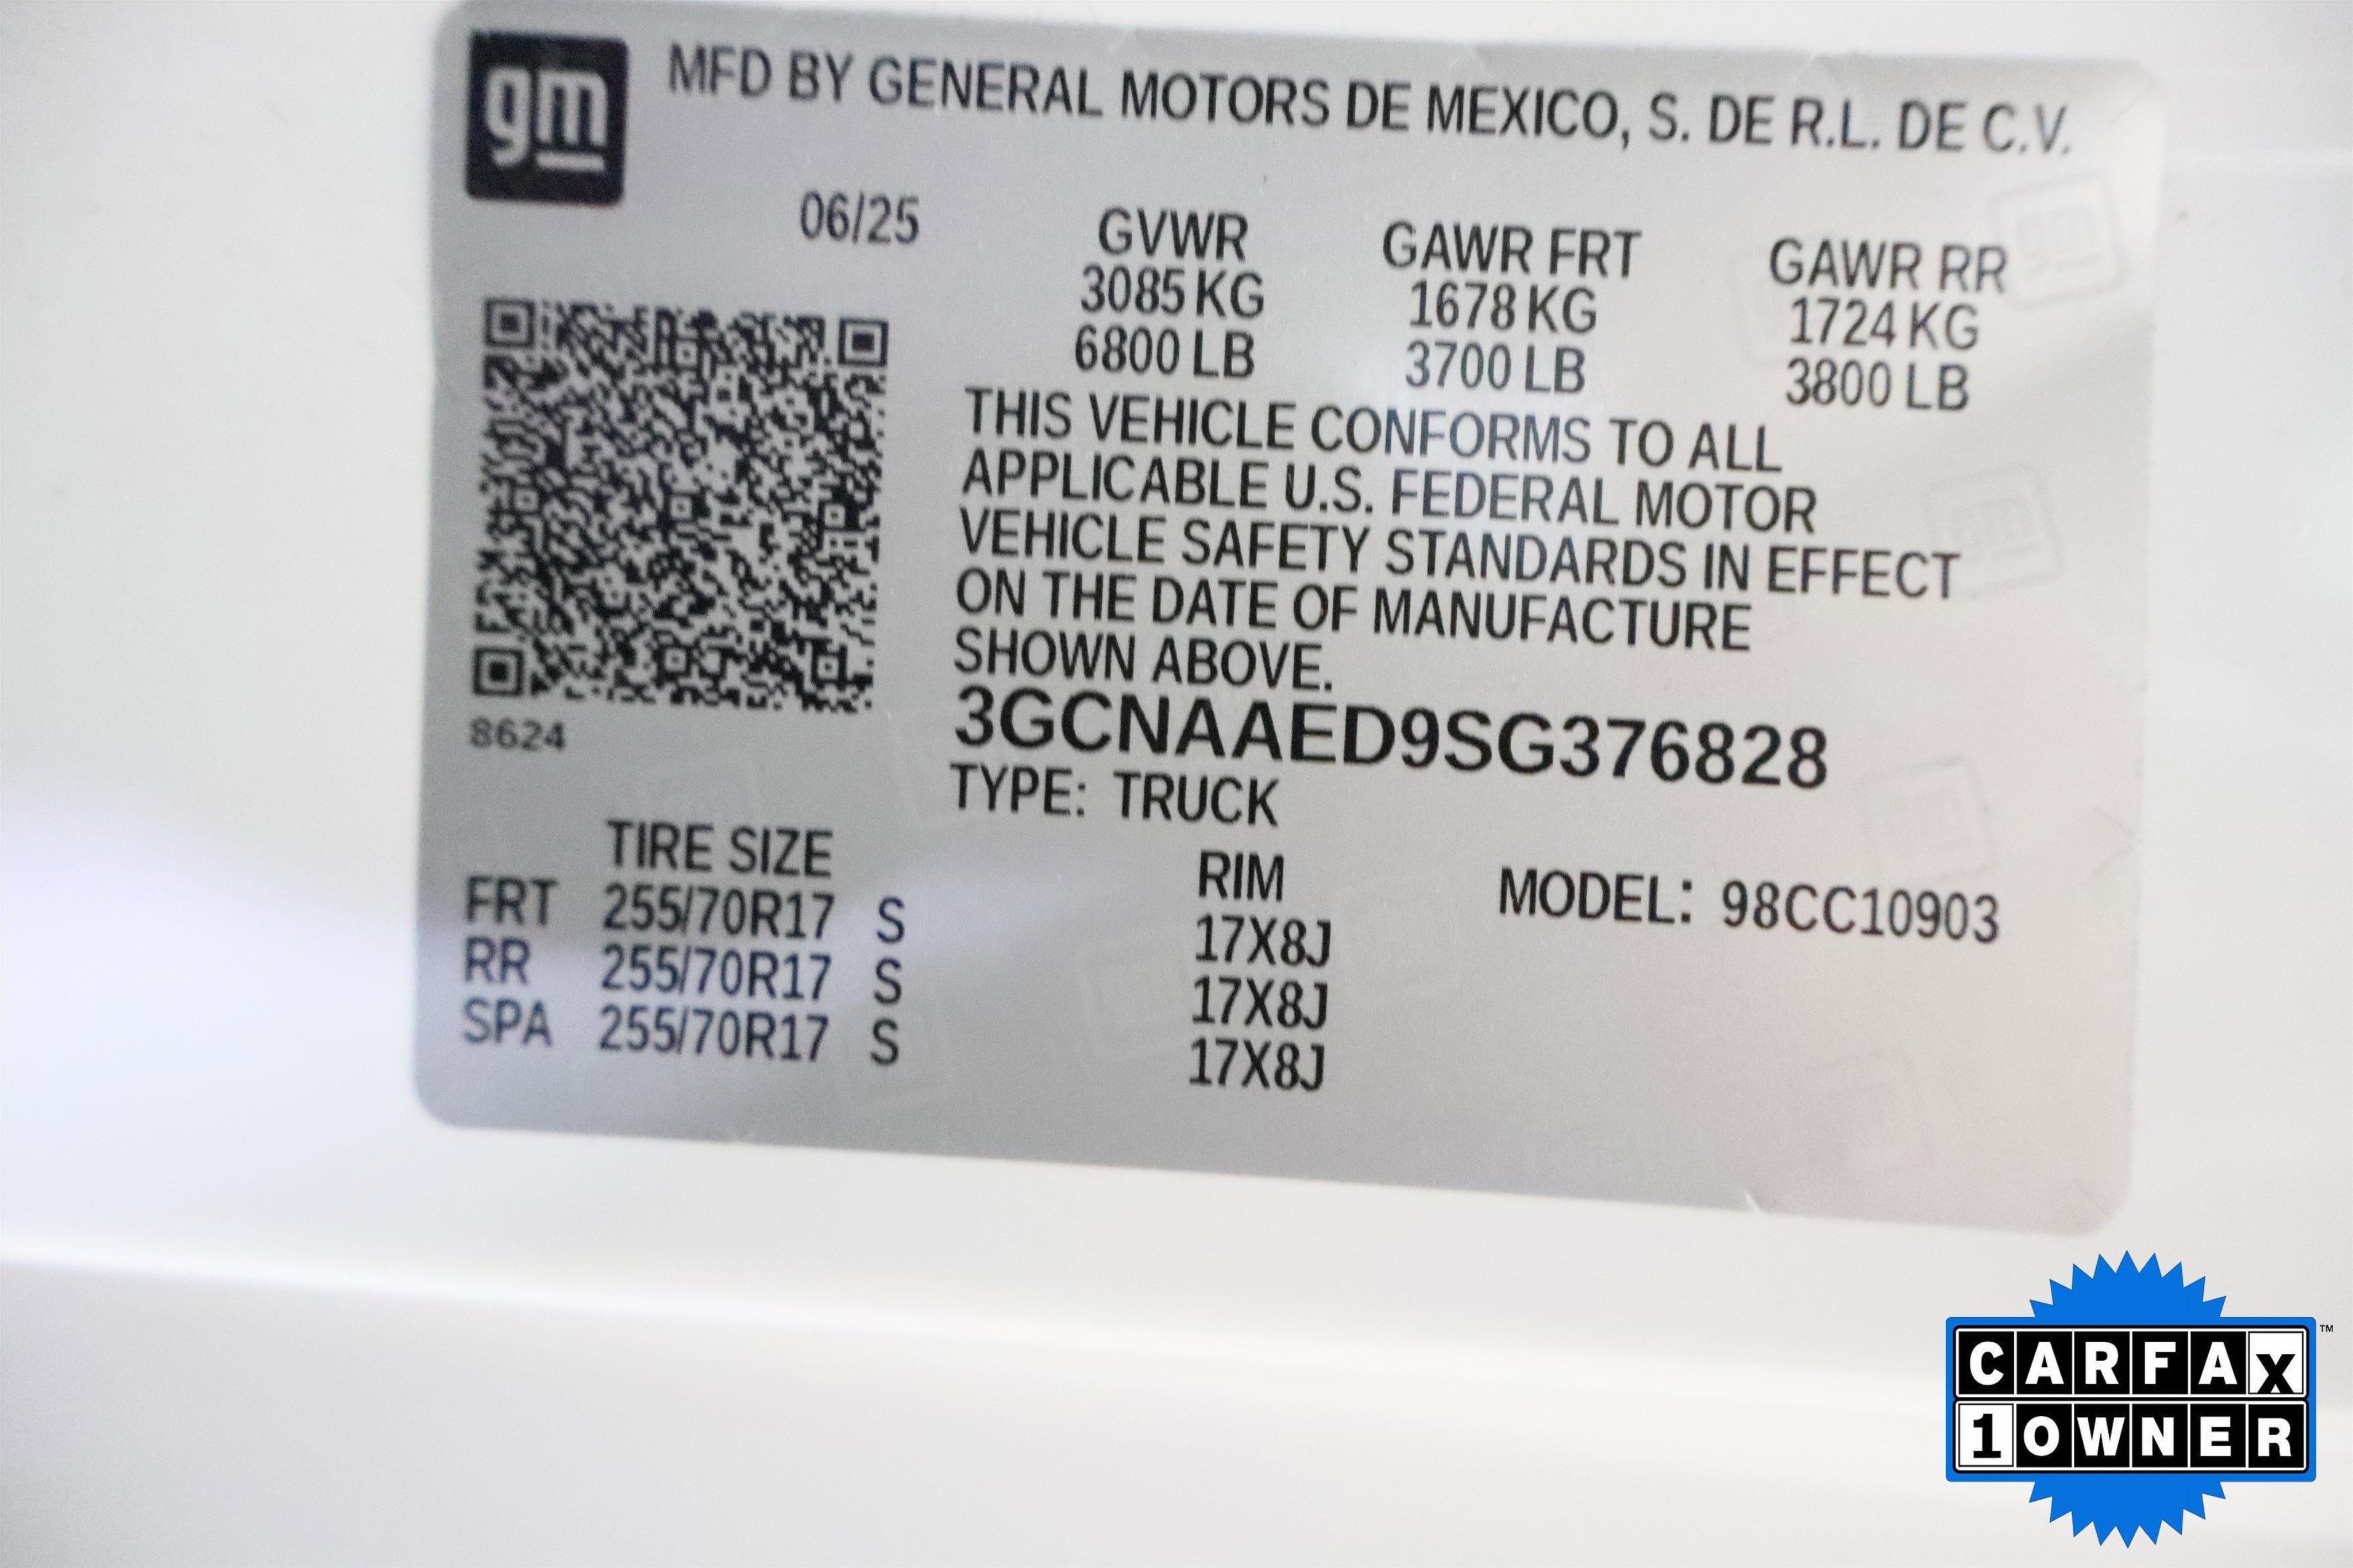 gm
MFD BY GENERAL MOTORS DE MEXICO, S. DE R.L. DE C.V.
06/25
GVWR GAWR FRT GAWR RR
3085 KG 1678 KG 1724 KG
6800 LB 3700 LB 3800 LB
THIS VEHICLE CONFORMS TO ALL
APPLICABLE U.S. FEDERAL MOTOR
VEHICLE SAFETY STANDARDS IN EFFECT
ON THE DATE OF MANUFACTURE
SHOWN ABOVE.
3GCNAAED9SG376828
8624
TYPE: TRUCK
TIRE SIZE RIM MODEL: 98CC10903
FRT 255/70R17 S 17X8J
RR 255/70R17 S 17X8J
SPA 255/70R17 S 17X8J
CARFAX™
1 OWNER